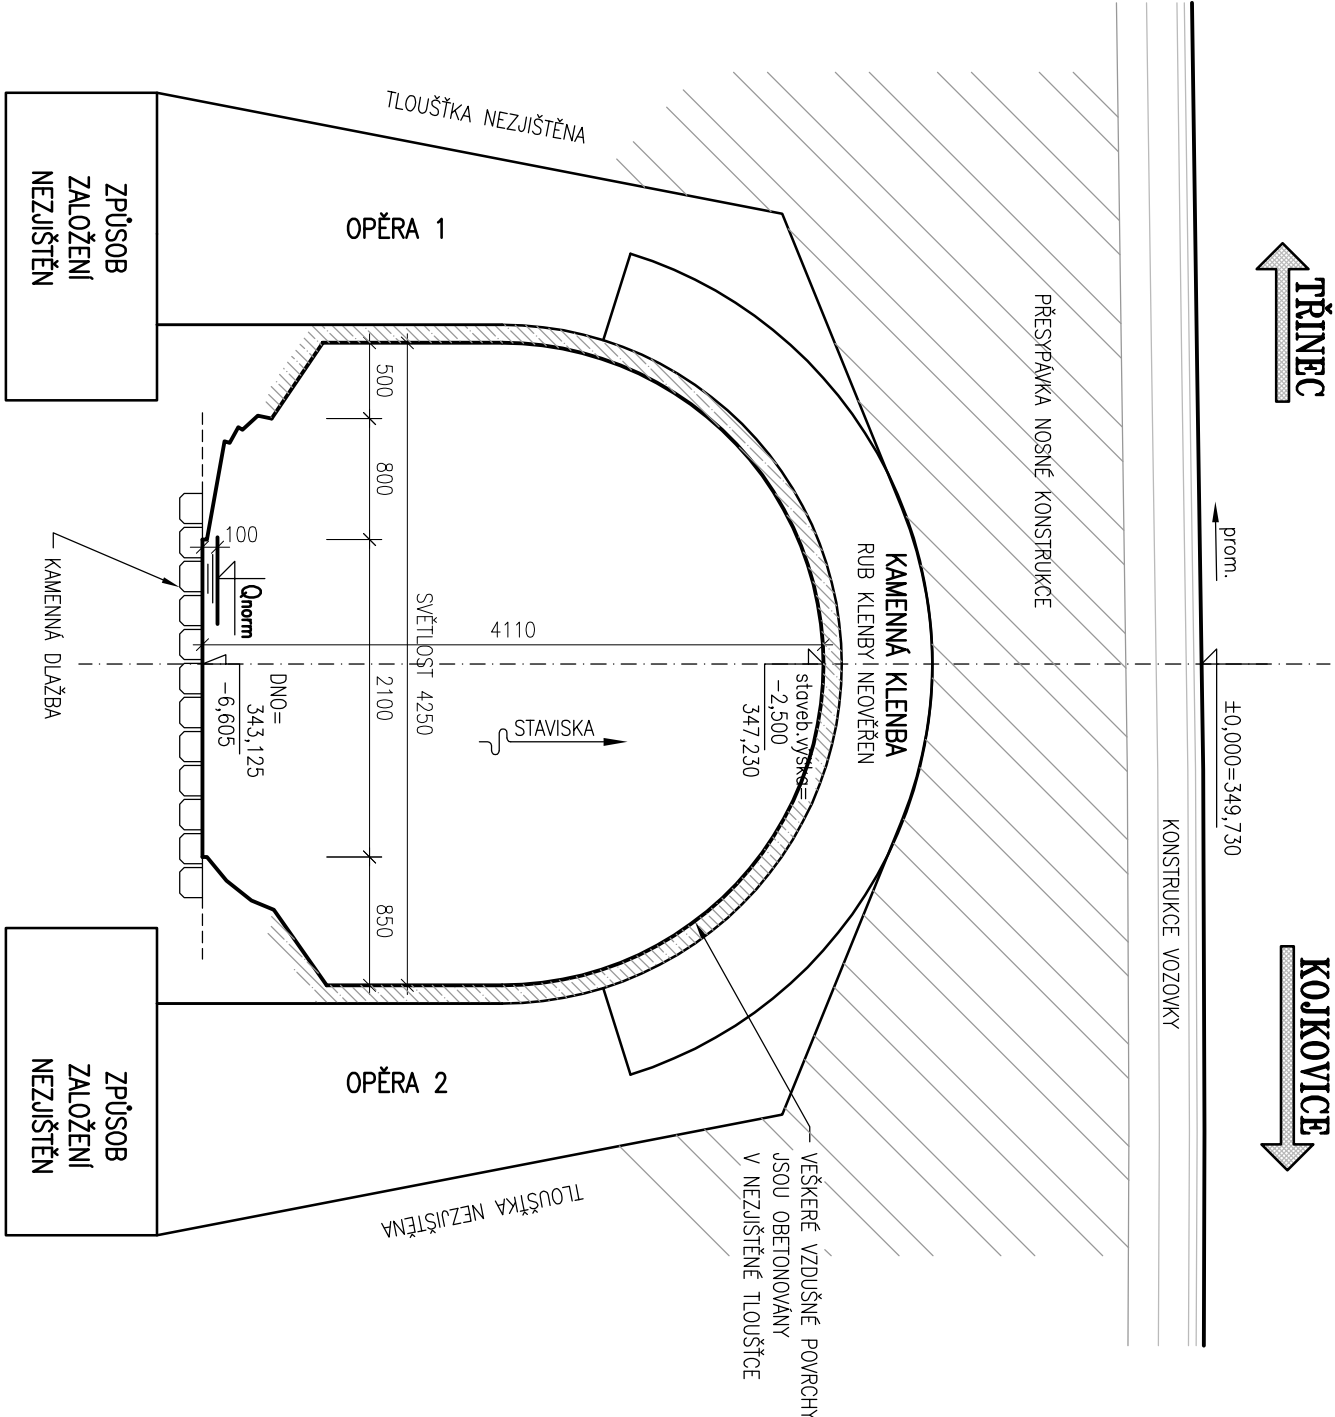 TŘINEC
KOJKOVICE
prom.
±0,000=349,730
KONSTRUKCE VOZOVKY
PŘESYPÁVKA NOSNÉ KONSTRUKCE
KAMENNÁ KLENBA
RUB KLENBY NEOVĚŘEN
staveb.výška=
-2,500
347,230
VEŠKERÉ VZDUŠNÉ POVRCHY
JSOU OBETONOVÁNY
V NEZJIŠTĚNÉ TLOUŠŤCE
TLOUŠŤKA NEZJIŠTĚNA
TLOUŠŤKA NEZJIŠTĚNA
STAVISKA
4110
OPĚRA 1
OPĚRA 2
SVĚTLOST 4250
500
800
2100
850
100
Qnorm
DNO=
343,125
-6,605
KAMENNÁ DLAŽBA
ZPŮSOB
ZALOŽENÍ
NEZJIŠTĚN
ZPŮSOB
ZALOŽENÍ
NEZJIŠTĚN